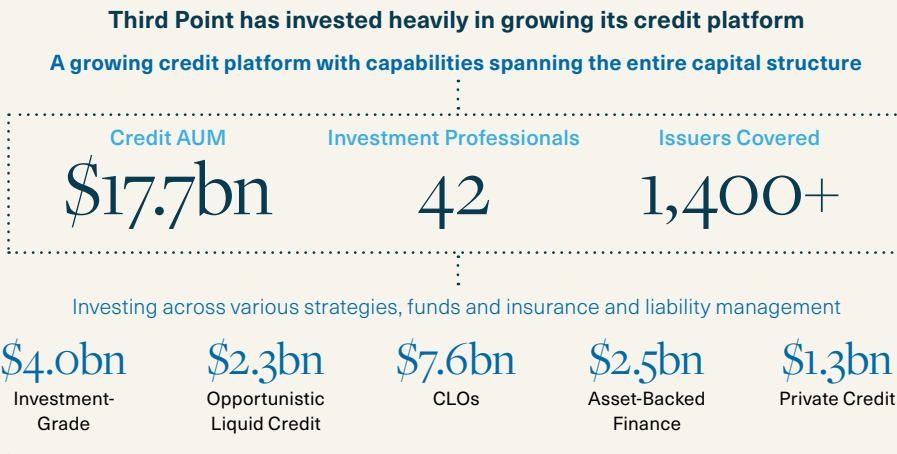 Third Point has invested heavily in growing its credit platform
A growing credit platform with capabilities spanning the entire capital structure
Credit AUM
$17.7bn
Investment Professionals
42
Issuers Covered
1,400+
Investing across various strategies, funds and insurance and liability management
$4.0bn
Investment-
Grade
$2.3bn
Opportunistic
Liquid Credit
$7.6bn
CLOs
$2.5bn
Asset-Backed
Finance
$1.3bn
Private Credit